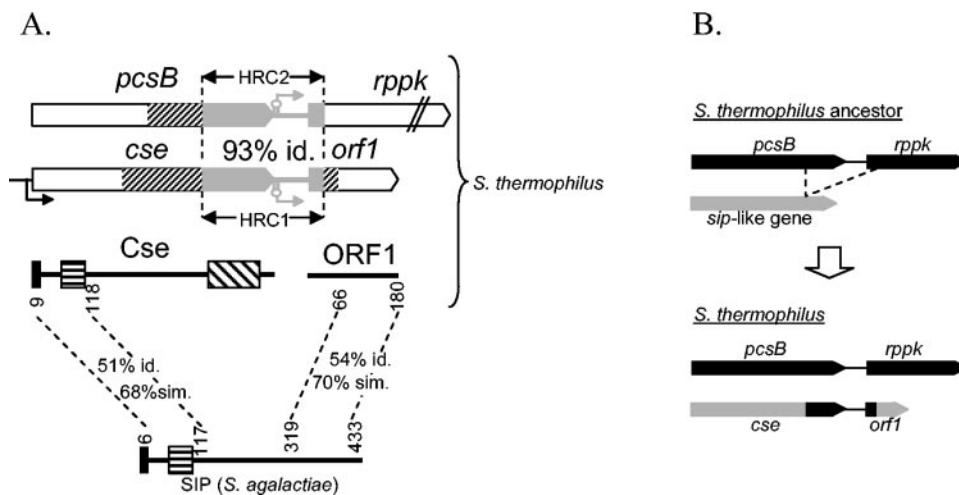 A.
pcsB
HRC2
rppk
cse
93% id.
orf1
HRC1
S. thermophilus
Cse
ORF1
9
118
66
180
51% id.
68%sim.
54% id.
70% sim.
6
117
319
433
SIP (S. agalactiae)
B.
S. thermophilus ancestor
pcsB
rppk
sip-like gene
S. thermophilus
pcsB
rppk
cse
orf1